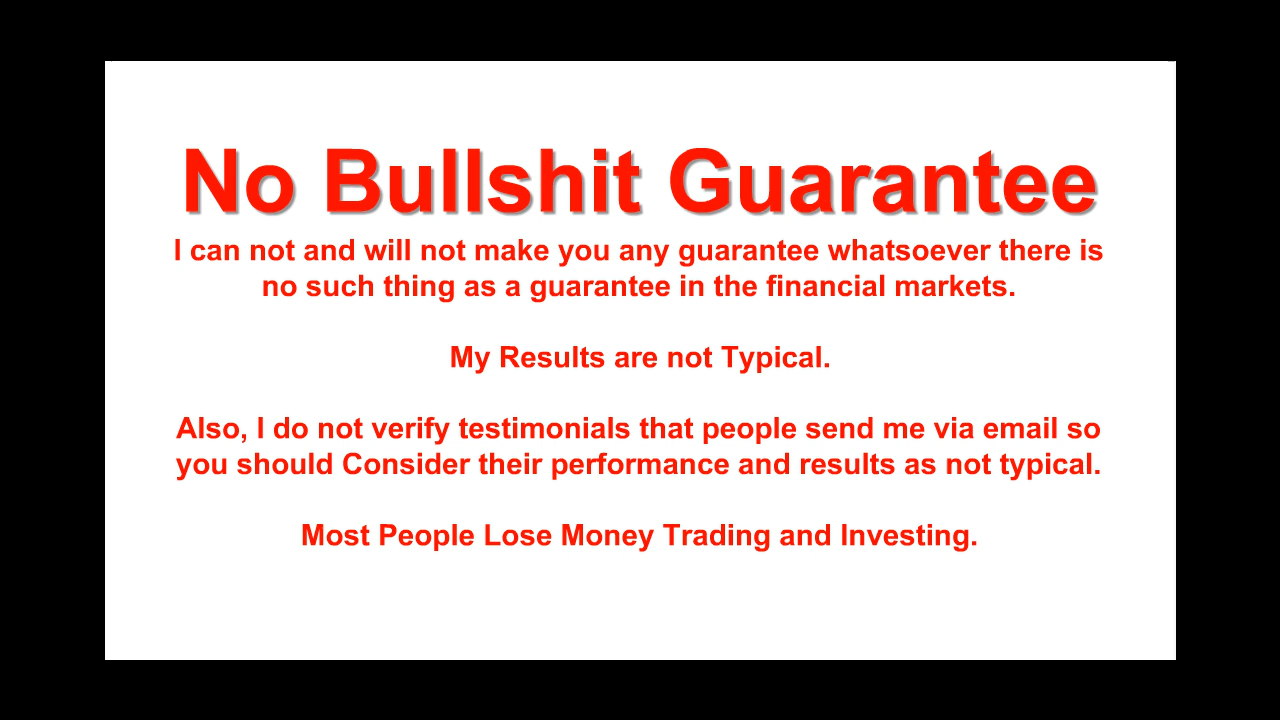 No Bullshit Guarantee
I can not and will not make you any guarantee whatsoever there is
no such thing as a guarantee in the financial markets.
My Results are not Typical.
Also, I do not verify testimonials that people send me via email so
you should Consider their performance and results as not typical.
Most People Lose Money Trading and Investing.